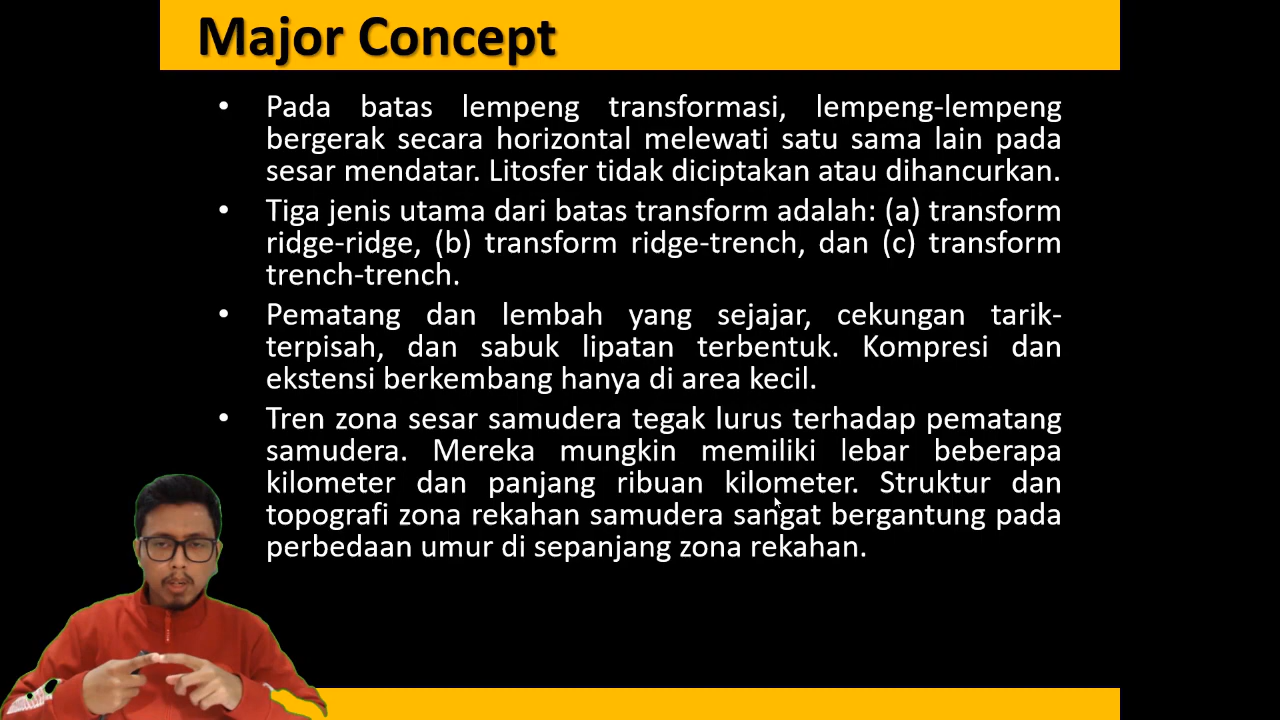 Major Concept
• Pada batas lempeng transformasi, lempeng-lempeng
bergerak secara horizontal melewati satu sama lain pada
sesar mendatar. Litosfer tidak diciptakan atau dihancurkan.
• Tiga jenis utama dari batas transform adalah: (a) transform
ridge-ridge, (b) transform ridge-trench, dan (c) transform
trench-trench.
• Pematang dan lembah yang sejajar, cekungan tarik-
terpisah, dan sabuk lipatan terbentuk. Kompresi dan
ekstensi berkembang hanya di area kecil.
• Tren zona sesar samudera tegak lurus terhadap pematang
samudera. Mereka mungkin memiliki lebar beberapa
kilometer dan panjang ribuan kilometer. Struktur dan
topografi zona rekahan samudera sangat bergantung pada
perbedaan umur di sepanjang zona rekahan.